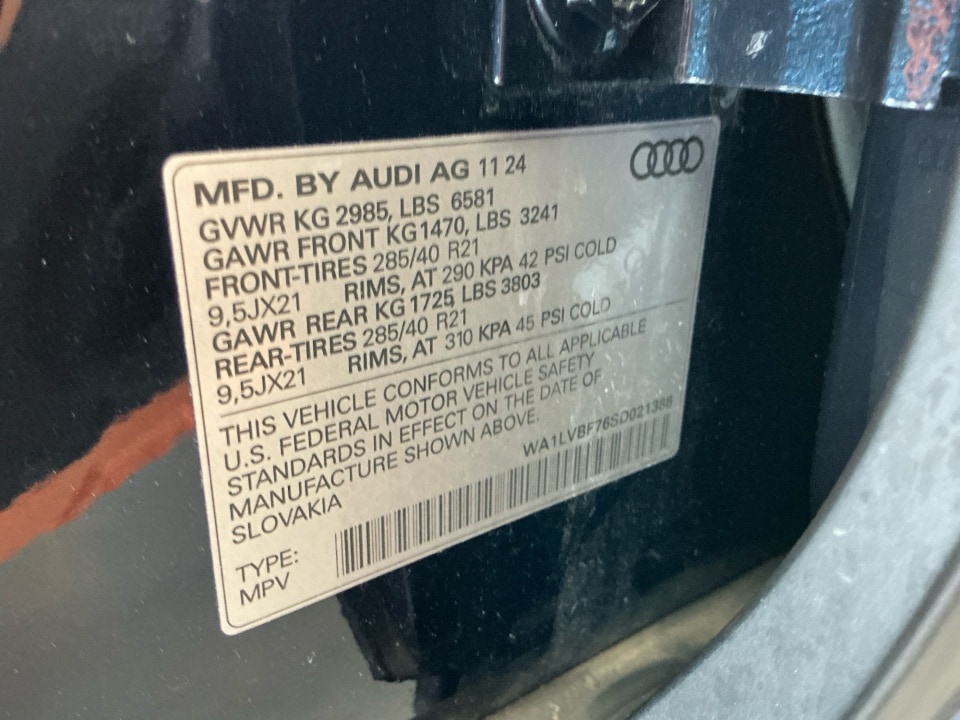 MFD. BY AUDI AG 11 24
GVWR KG 2985, LBS 6581
GAWR FRONT KG1470, LBS 3241
FRONT-TIRES 285/40 R21
9,5JX21 RIMS, AT 290 KPA 42 PSI COLD
GAWR REAR KG 1725 LBS 3803
REAR-TIRES 285/40 R21
9,5JX21 RIMS, AT 310 KPA 45 PSI COLD
THIS VEHICLE CONFORMS TO ALL APPLICABLE
U.S. FEDERAL MOTOR VEHICLE SAFETY
STANDARDS IN EFFECT ON THE DATE OF
MANUFACTURE SHOWN ABOVE.
SLOVAKIA
WA1LVBF76SD021388
TYPE:
MPV